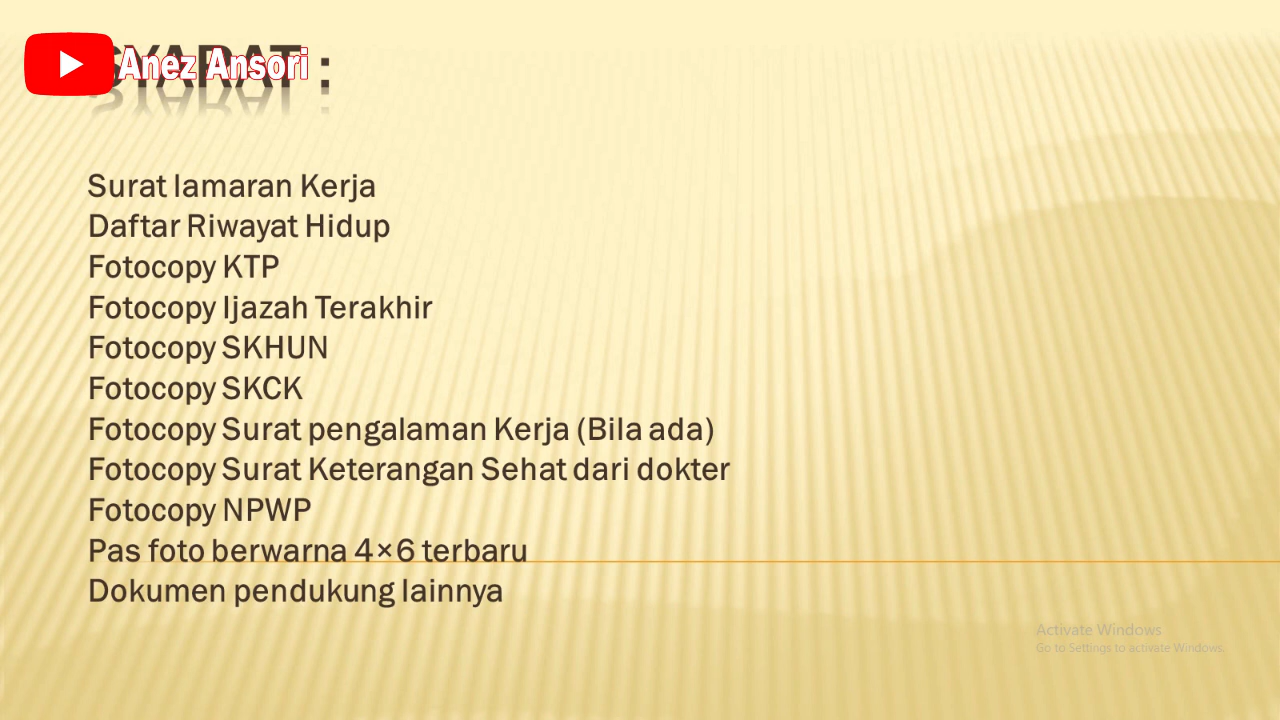 SYARAT :
Anez Ansori
Surat lamaran Kerja
Daftar Riwayat Hidup
Fotocopy KTP
Fotocopy Ijazah Terakhir
Fotocopy SKHUN
Fotocopy SKCK
Fotocopy Surat pengalaman Kerja (Bila ada)
Fotocopy Surat Keterangan Sehat dari dokter
Fotocopy NPWP
Pas foto berwarna 4×6 terbaru
Dokumen pendukung lainnya
Activate Windows
Go to Settings to activate Windows.